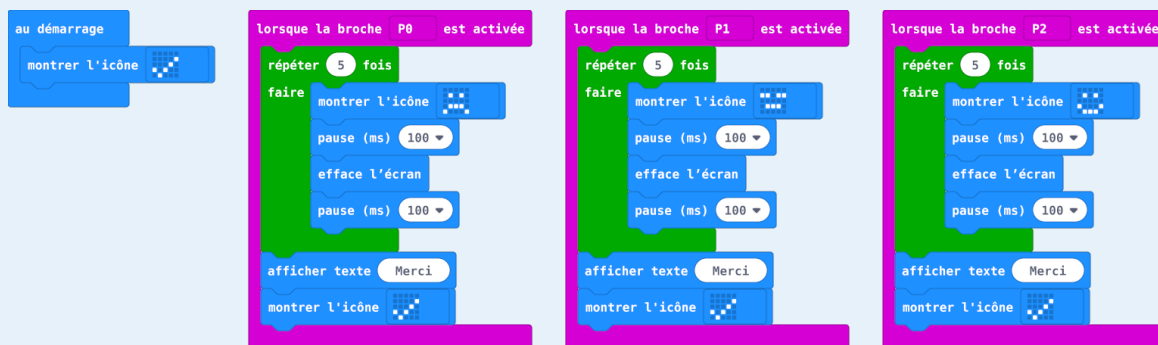 au démarrage
montrer l'icône
lorsque la broche P0 est activée
répéter 5 fois
faire
montrer l'icône
pause (ms) 100
efface l’écran
pause (ms) 100
afficher texte Merci
montrer l'icône
lorsque la broche P1 est activée
répéter 5 fois
faire
montrer l'icône
pause (ms) 100
efface l’écran
pause (ms) 100
afficher texte Merci
montrer l'icône
lorsque la broche P2 est activée
répéter 5 fois
faire
montrer l'icône
pause (ms) 100
efface l’écran
pause (ms) 100
afficher texte Merci
montrer l'icône